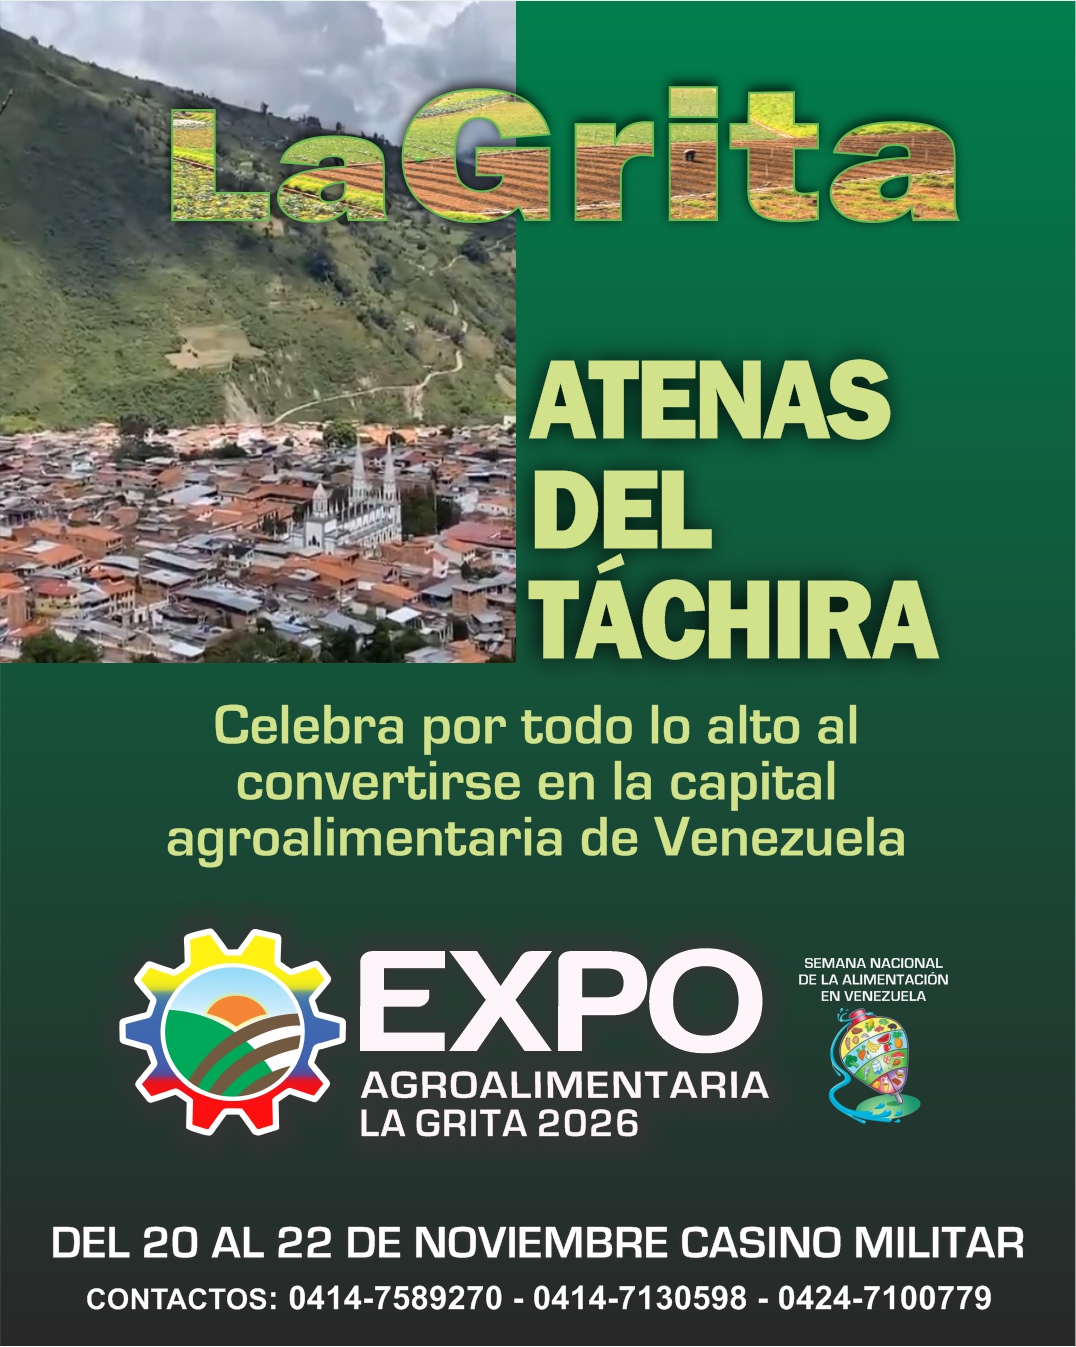 LaGrita
ATENAS
DEL
TÁCHIRA
Celebra por todo lo alto al
convertirse en la capital
agroalimentaria de Venezuela
EXPO
AGROALIMENTARIA
LA GRITA 2026
SEMANA NACIONAL
DE LA ALIMENTACIÓN
EN VENEZUELA
DEL 20 AL 22 DE NOVIEMBRE CASINO MILITAR
CONTACTOS: 0414-7589270 - 0414-7130598 - 0424-7100779